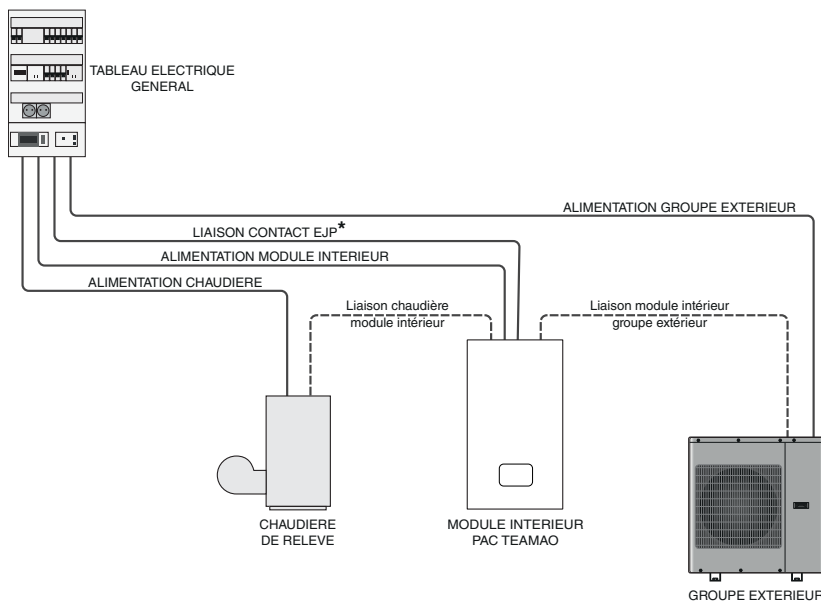 TABLEAU ELECTRIQUE
GENERAL
ALIMENTATION GROUPE EXTERIEUR
LIAISON CONTACT EJP*
ALIMENTATION MODULE INTERIEUR
ALIMENTATION CHAUDIERE
Liaison chaudière
module intérieur
Liaison module intérieur
groupe extérieur
CHAUDIERE
DE RELEVE
MODULE INTERIEUR
PAC TEAMAO
GROUPE EXTERIEUR